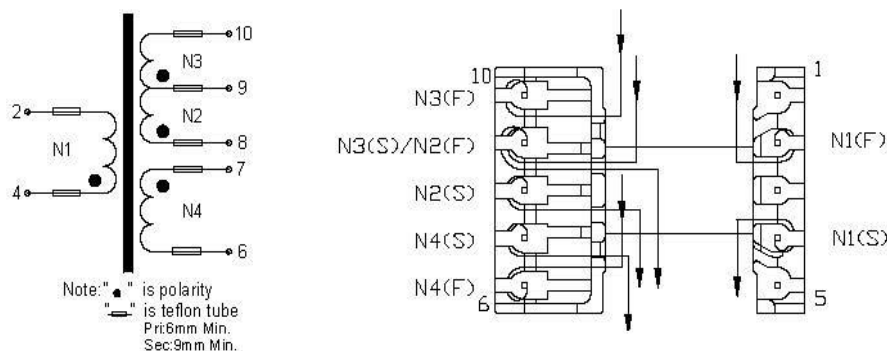 10
N3
9
2
N2
N1
8
7
4
N4
6
Note:" " is polarity
" " is teflon tube
Pri:6mm Min.
Sec:9mm Min.
10
N3(F)
N3(S)/N2(F)
N2(S)
N4(S)
N4(F)
6
1
N1(F)
N1(S)
5